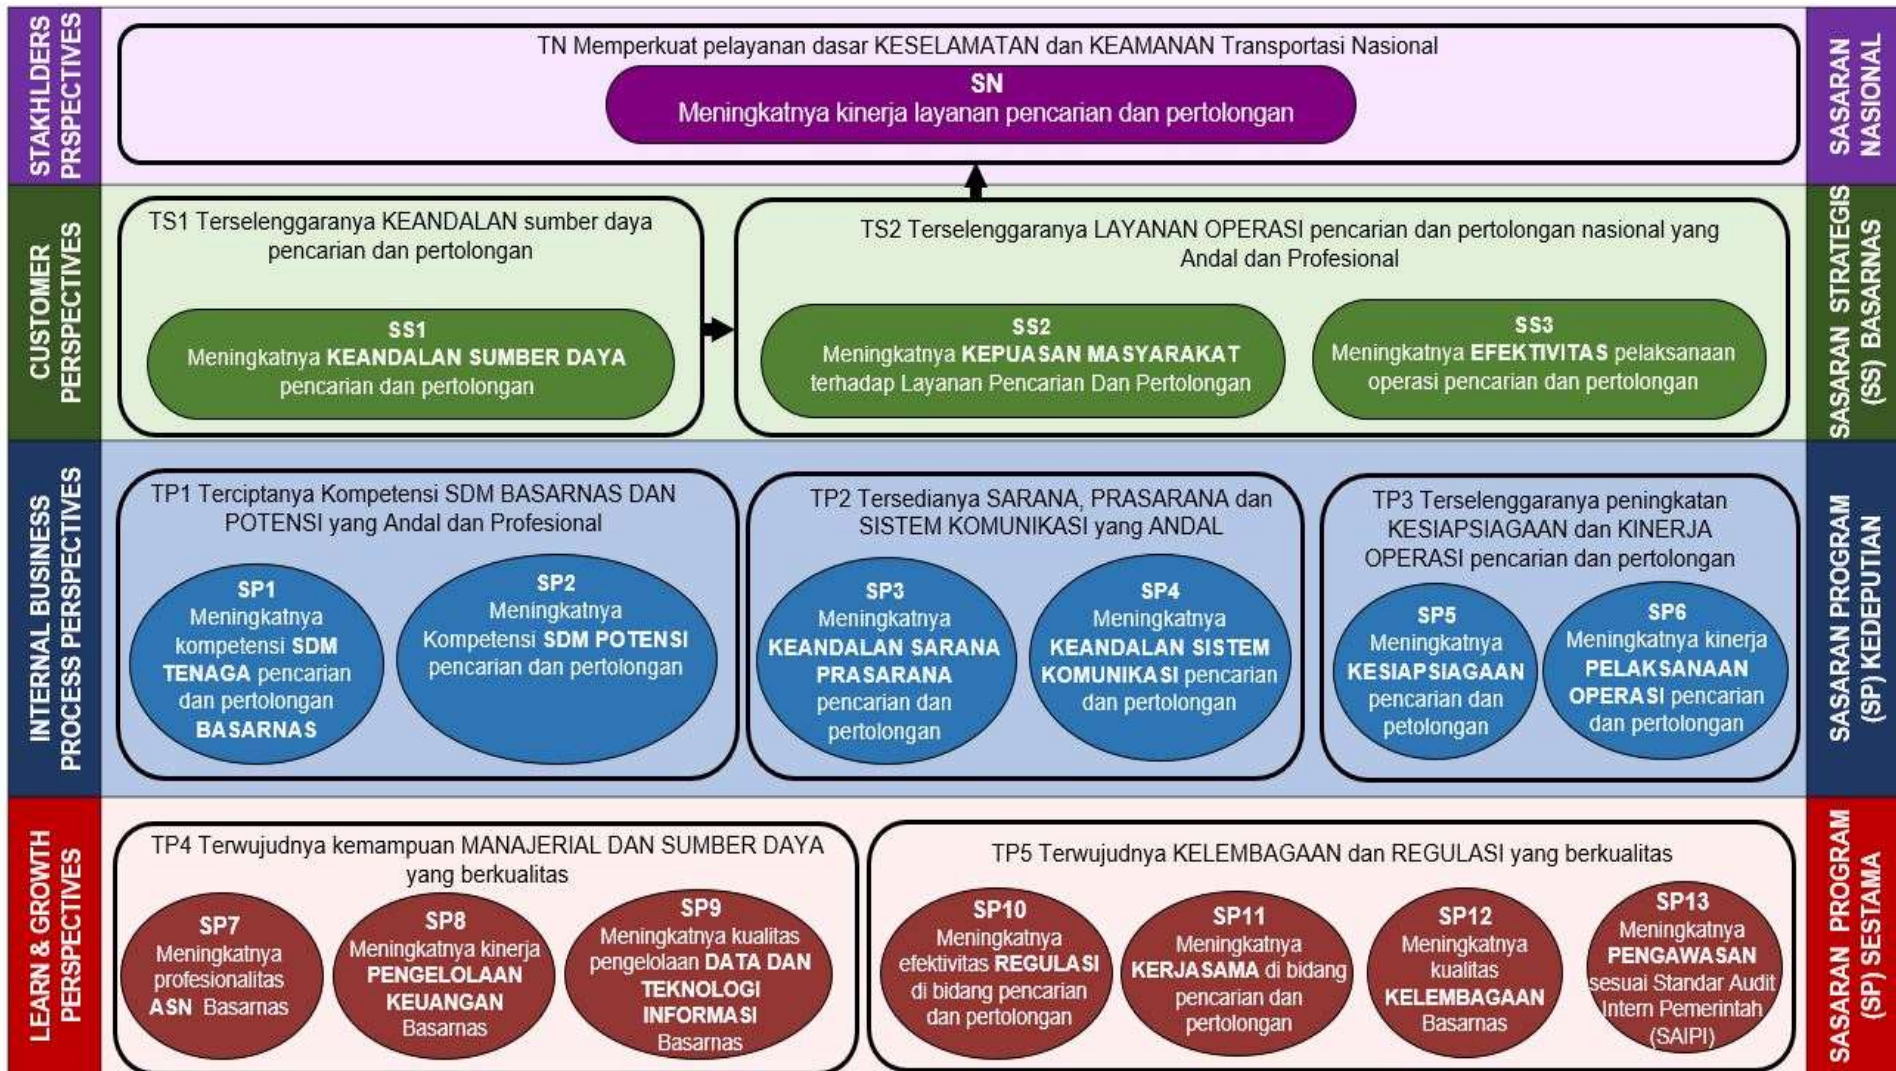 STAKHLDERS
PRSPECTIVES
TN Memperkuat pelayanan dasar KESELAMATAN dan KEAMANAN Transportasi Nasional
SN
Meningkatnya kinerja layanan pencarian dan pertolongan
SASARAN
NASIONAL
CUSTOMER
PERSPECTIVES
TS1 Terselenggaranya KEANDALAN sumber daya
pencarian dan pertolongan
SS1
Meningkatnya KEANDALAN SUMBER DAYA
pencarian dan pertolongan
TS2 Terselenggaranya LAYANAN OPERASI pencarian dan pertolongan nasional yang
Andal dan Profesional
SS2
Meningkatnya KEPUASAN MASYARAKAT
terhadap Layanan Pencarian Dan Pertolongan
SS3
Meningkatnya EFEKTIVITAS pelaksanaan
operasi pencarian dan pertolongan
SASARAN STRATEGIS
(SS) BASARNAS
INTERNAL BUSINESS
PROCESS PERSPECTIVES
TP1 Terciptanya Kompetensi SDM BASARNAS DAN
POTENSI yang Andal dan Profesional
SP1
Meningkatnya
kompetensi SDM
TENAGA pencarian
dan pertolongan
BASARNAS
SP2
Meningkatnya
Kompetensi SDM POTENSI
pencarian dan pertolongan
TP2 Tersedianya SARANA, PRASARANA dan
SISTEM KOMUNIKASI yang ANDAL
SP3
Meningkatnya
KEANDALAN SARANA
PRASARANA
pencarian dan
pertolongan
SP4
Meningkatnya
KEANDALAN SISTEM
KOMUNIKASI pencarian
dan pertolongan
TP3 Terselenggaranya peningkatan
KESIAPSIAGAAN dan KINERJA
OPERASI pencarian dan pertolongan
SP5
Meningkatnya
KESIAPSIAGAAN
pencarian dan
petolongan
SP6
Meningkatnya kinerja
PELAKSANAAN
OPERASI pencarian
dan pertolongan
SASARAN PROGRAM
(SP) KEDEPUTIAN
LEARN & GROWTH
PERSPECTIVES
TP4 Terwujudnya kemampuan MANAJERIAL DAN SUMBER DAYA
yang berkualitas
SP7
Meningkatnya
profesionalitas
ASN Basarnas
SP8
Meningkatnya kinerja
PENGELOLAAN
KEUANGAN
Basarnas
SP9
Meningkatnya kualitas
pengelolaan DATA DAN
TEKNOLOGI
INFORMASI
Basarnas
TP5 Terwujudnya KELEMBAGAAN dan REGULASI yang berkualitas
SP10
Meningkatnya
efektivitas REGULASI
di bidang pencarian
dan pertolongan
SP11
Meningkatnya
KERJASAMA di bidang
pencarian dan
pertolongan
SP12
Meningkatnya
kualitas
KELEMBAGAAN
Basarnas
SP13
Meningkatnya
PENGAWASAN
sesuai Standar Audit
Intern Pemerintah
(SAIPI)
SASARAN PROGRAM
(SP) SESTAMA